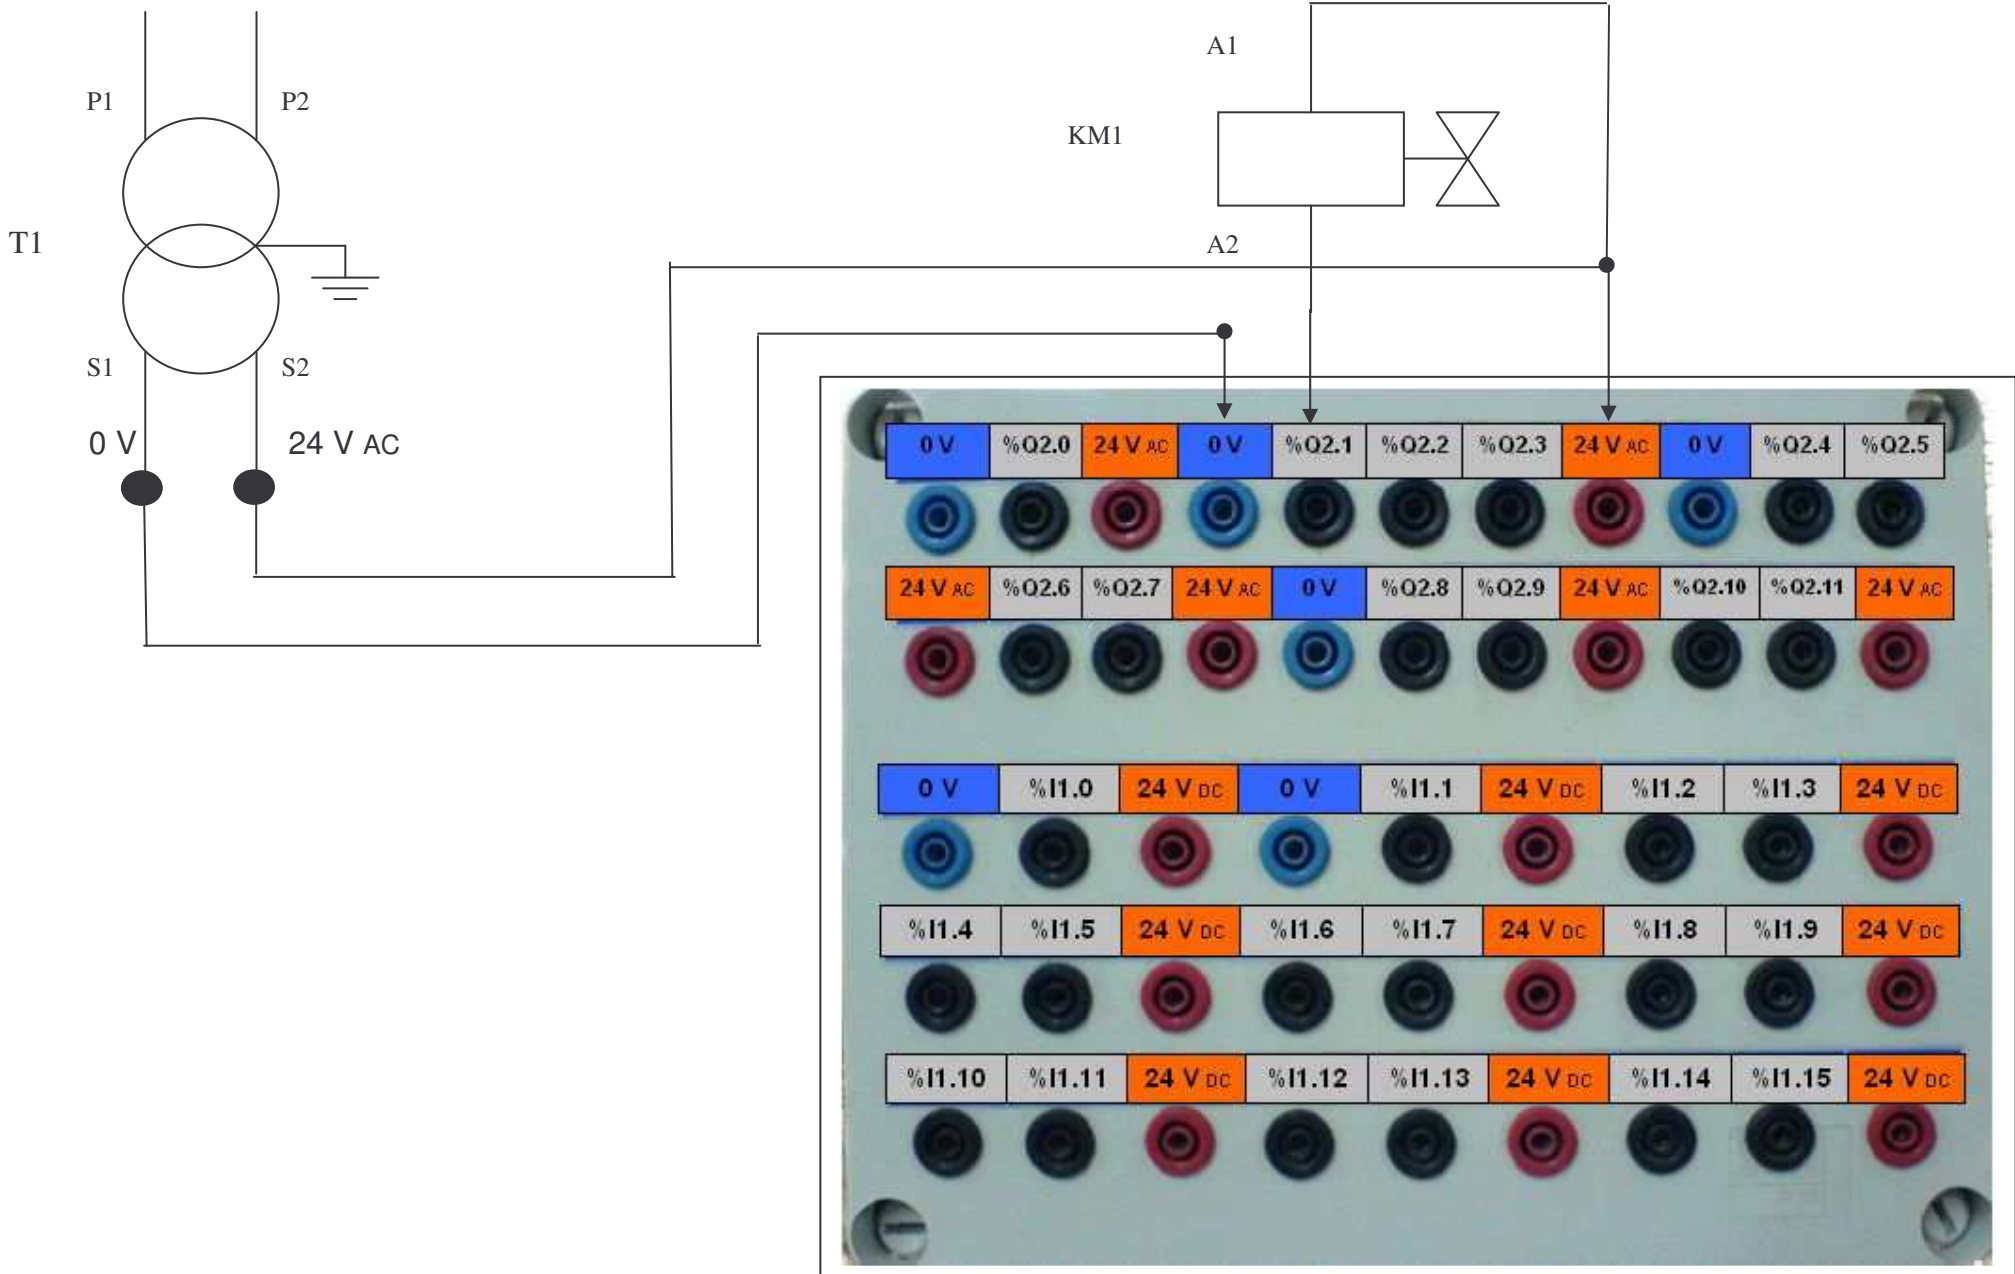 A1
P1 P2
KM1
T1
A2
S1 S2
0 V 24 V AC
0 V %Q2.0 24 V AC 0 V %Q2.1 %Q2.2 %Q2.3 24 V AC 0 V %Q2.4 %Q2.5
24 V AC %Q2.6 %Q2.7 24 V AC 0 V %Q2.8 %Q2.9 24 V AC %Q2.10 %Q2.11 24 V AC
0 V %I1.0 24 V DC 0 V %I1.1 24 V DC %I1.2 %I1.3 24 V DC
%I1.4 %I1.5 24 V DC %I1.6 %I1.7 24 V DC %I1.8 %I1.9 24 V DC
%I1.10 %I1.11 24 V DC %I1.12 %I1.13 24 V DC %I1.14 %I1.15 24 V DC